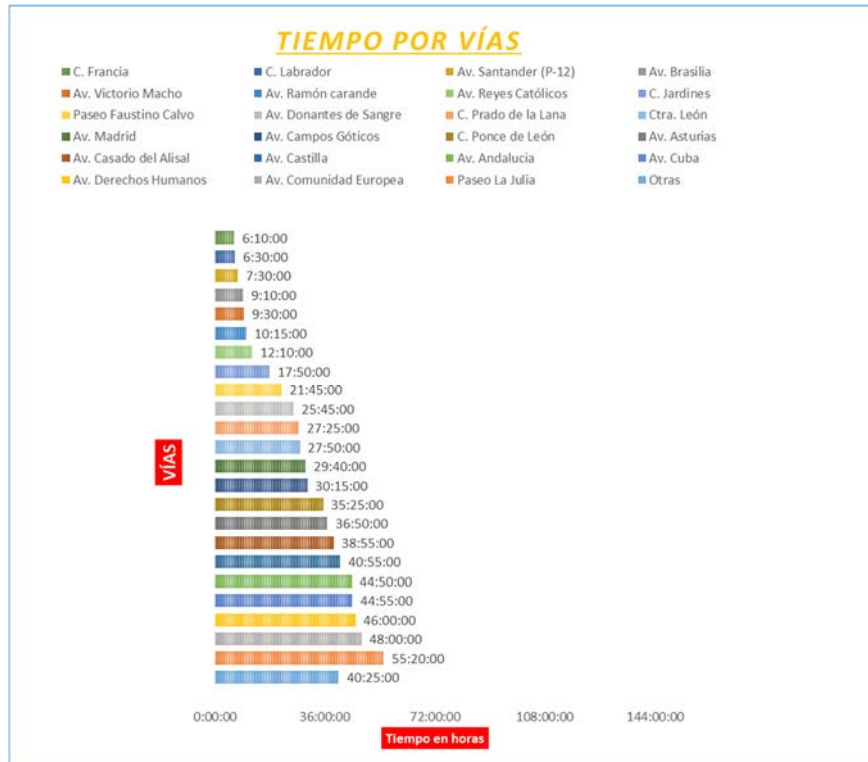 TIEMPO POR VÍAS
C. Francia C. Labrador Av. Santander (P-12) Av. Brasilia
Av. Victorio Macho Av. Ramón carande Av. Reyes Católicos C. Jardines
Paseo Faustino Calvo Av. Donantes de Sangre C. Prado de la Lana Ctra. León
Av. Madrid Av. Campos Góticos C. Ponce de León Av. Asturias
Av. Casado del Alisal Av. Castilla Av. Andalucia Av. Cuba
Av. Derechos Humanos Av. Comunidad Europea Paseo La Julia Otras
6:10:00
6:30:00
7:30:00
9:10:00
9:30:00
10:15:00
12:10:00
17:50:00
21:45:00
25:45:00
27:25:00
27:50:00
VÍAS
29:40:00
30:15:00
35:25:00
36:50:00
38:55:00
40:55:00
44:50:00
44:55:00
46:00:00
48:00:00
55:20:00
40:25:00
0:00:00 36:00:00 72:00:00 108:00:00 144:00:00
Tiempo en horas